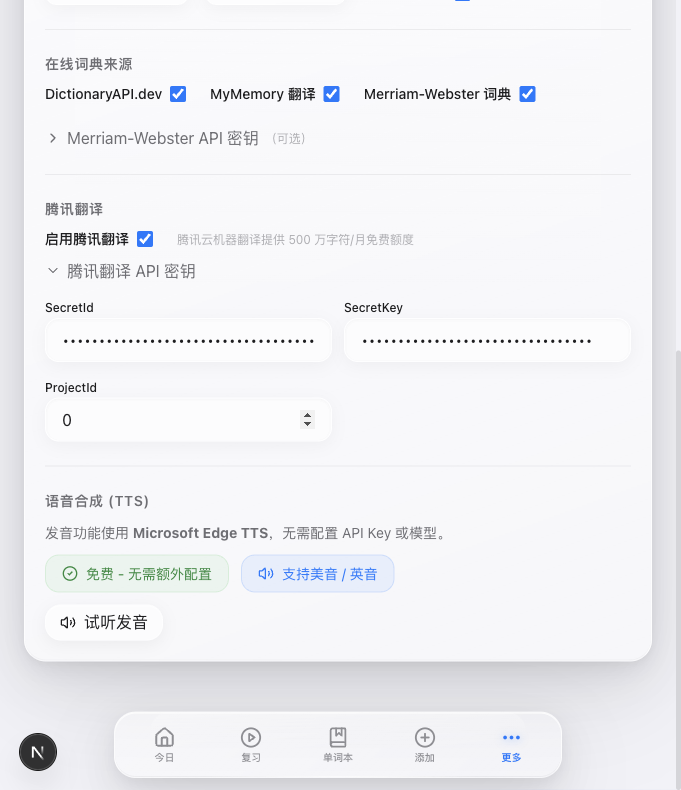 在线词典来源
DictionaryAPI.dev MyMemory 翻译 Merriam-Webster 词典
Merriam-Webster API 密钥 (可选)
腾讯翻译
启用腾讯翻译 腾讯云机器翻译提供 500 万字符/月免费额度
腾讯翻译 API 密钥
SecretId SecretKey
ProjectId
0
语音合成 (TTS)
发音功能使用 Microsoft Edge TTS，无需配置 API Key 或模型。
免费 - 无需额外配置 支持美音 / 英音
试听发音
N
今日 复习 单词本 添加 更多